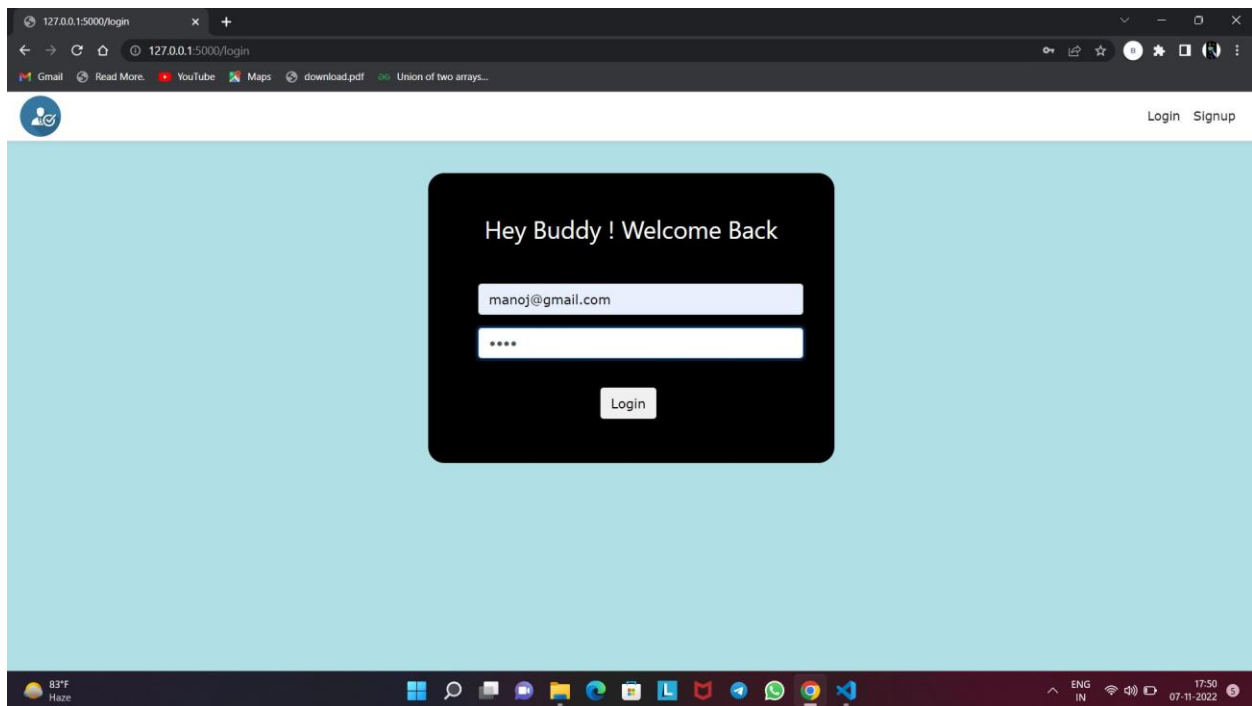 127.0.0.1:5000/login
127.0.0.1:5000/login
Gmail Read More. YouTube Maps download.pdf Union of two arrays...
Login Signup
Hey Buddy ! Welcome Back
manoj@gmail.com
••••
Login
83°F
Haze
ENG
IN
17:50
07-11-2022
5